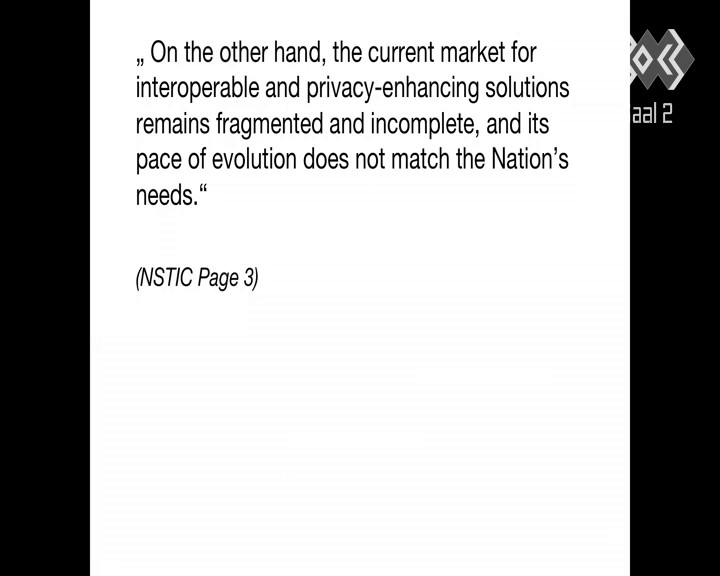 „ On the other hand, the current market for
interoperable and privacy-enhancing solutions
remains fragmented and incomplete, and its
pace of evolution does not match the Nation’s
needs.“
(NSTIC Page 3)
aal 2